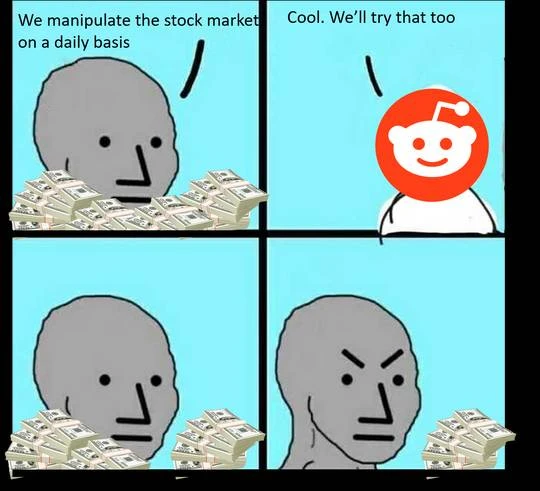 We manipulate the stock market
on a daily basis
Cool. We'll try that too